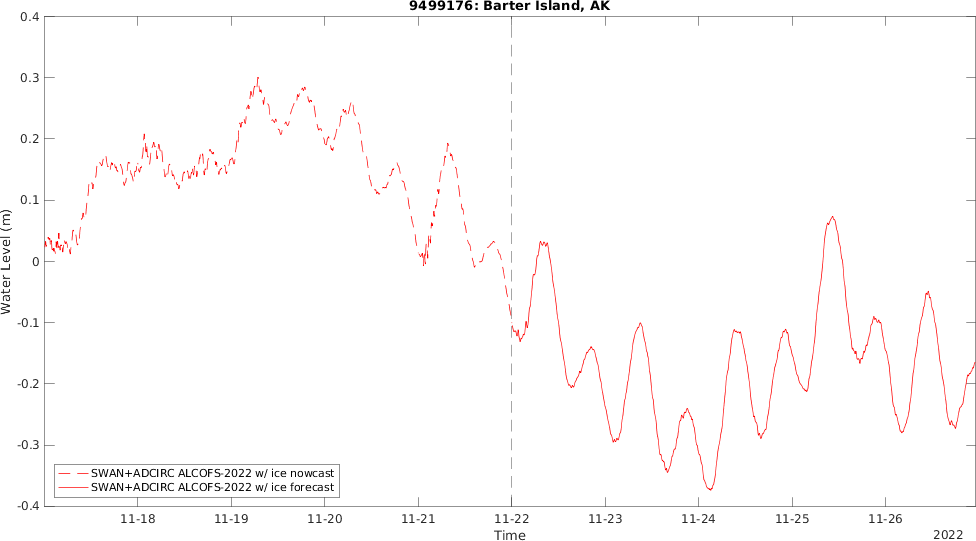 9499176: Barter Island, AK
0.4
0.3
0.2
0.1
0
-0.1
-0.2
-0.3
-0.4
Water Level (m)
SWAN+ADCIRC ALCOFS-2022 w/ ice nowcast
SWAN+ADCIRC ALCOFS-2022 w/ ice forecast
11-18 11-19 11-20 11-21 11-22 11-23 11-24 11-25 11-26
Time
2022